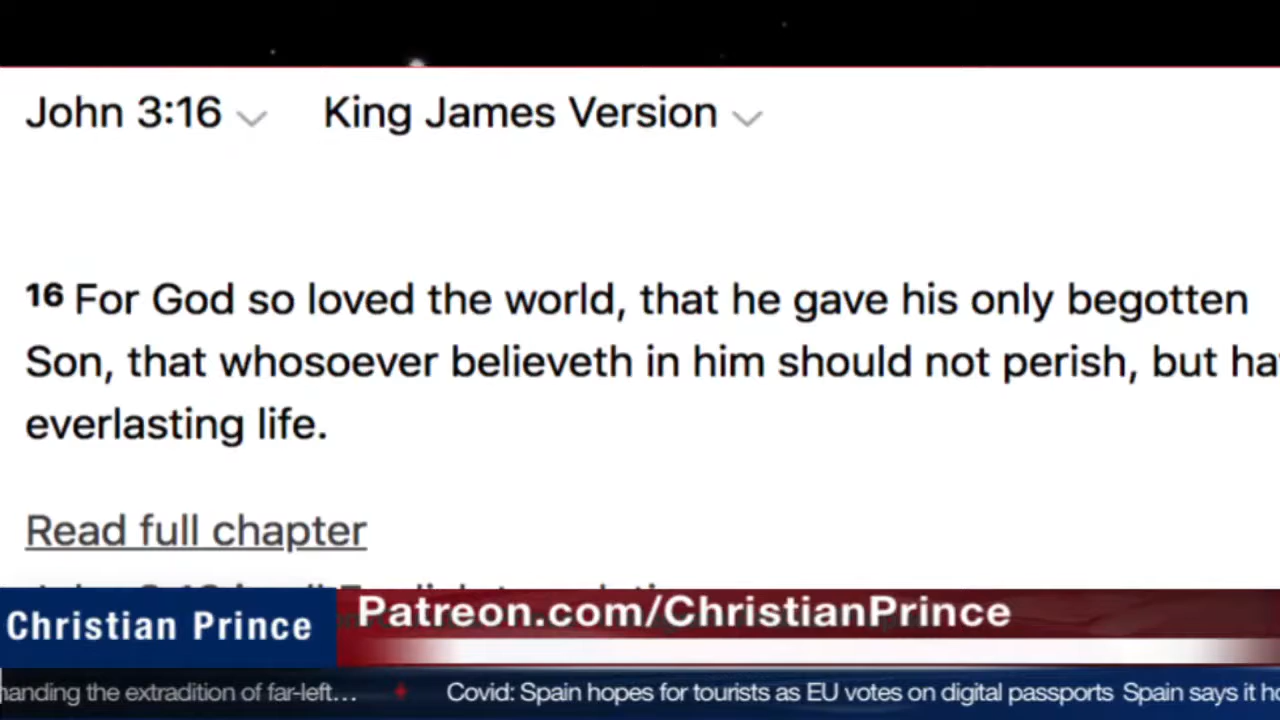 John 3:16 King James Version
16 For God so loved the world, that he gave his only begotten
Son, that whosoever believeth in him should not perish, but
everlasting life.
Read full chapter
Christian Prince
Patreon.com/ChristianPrince
the extradition of far-left... Covid: Spain hopes for tourists as EU votes on digital passports Spain says it